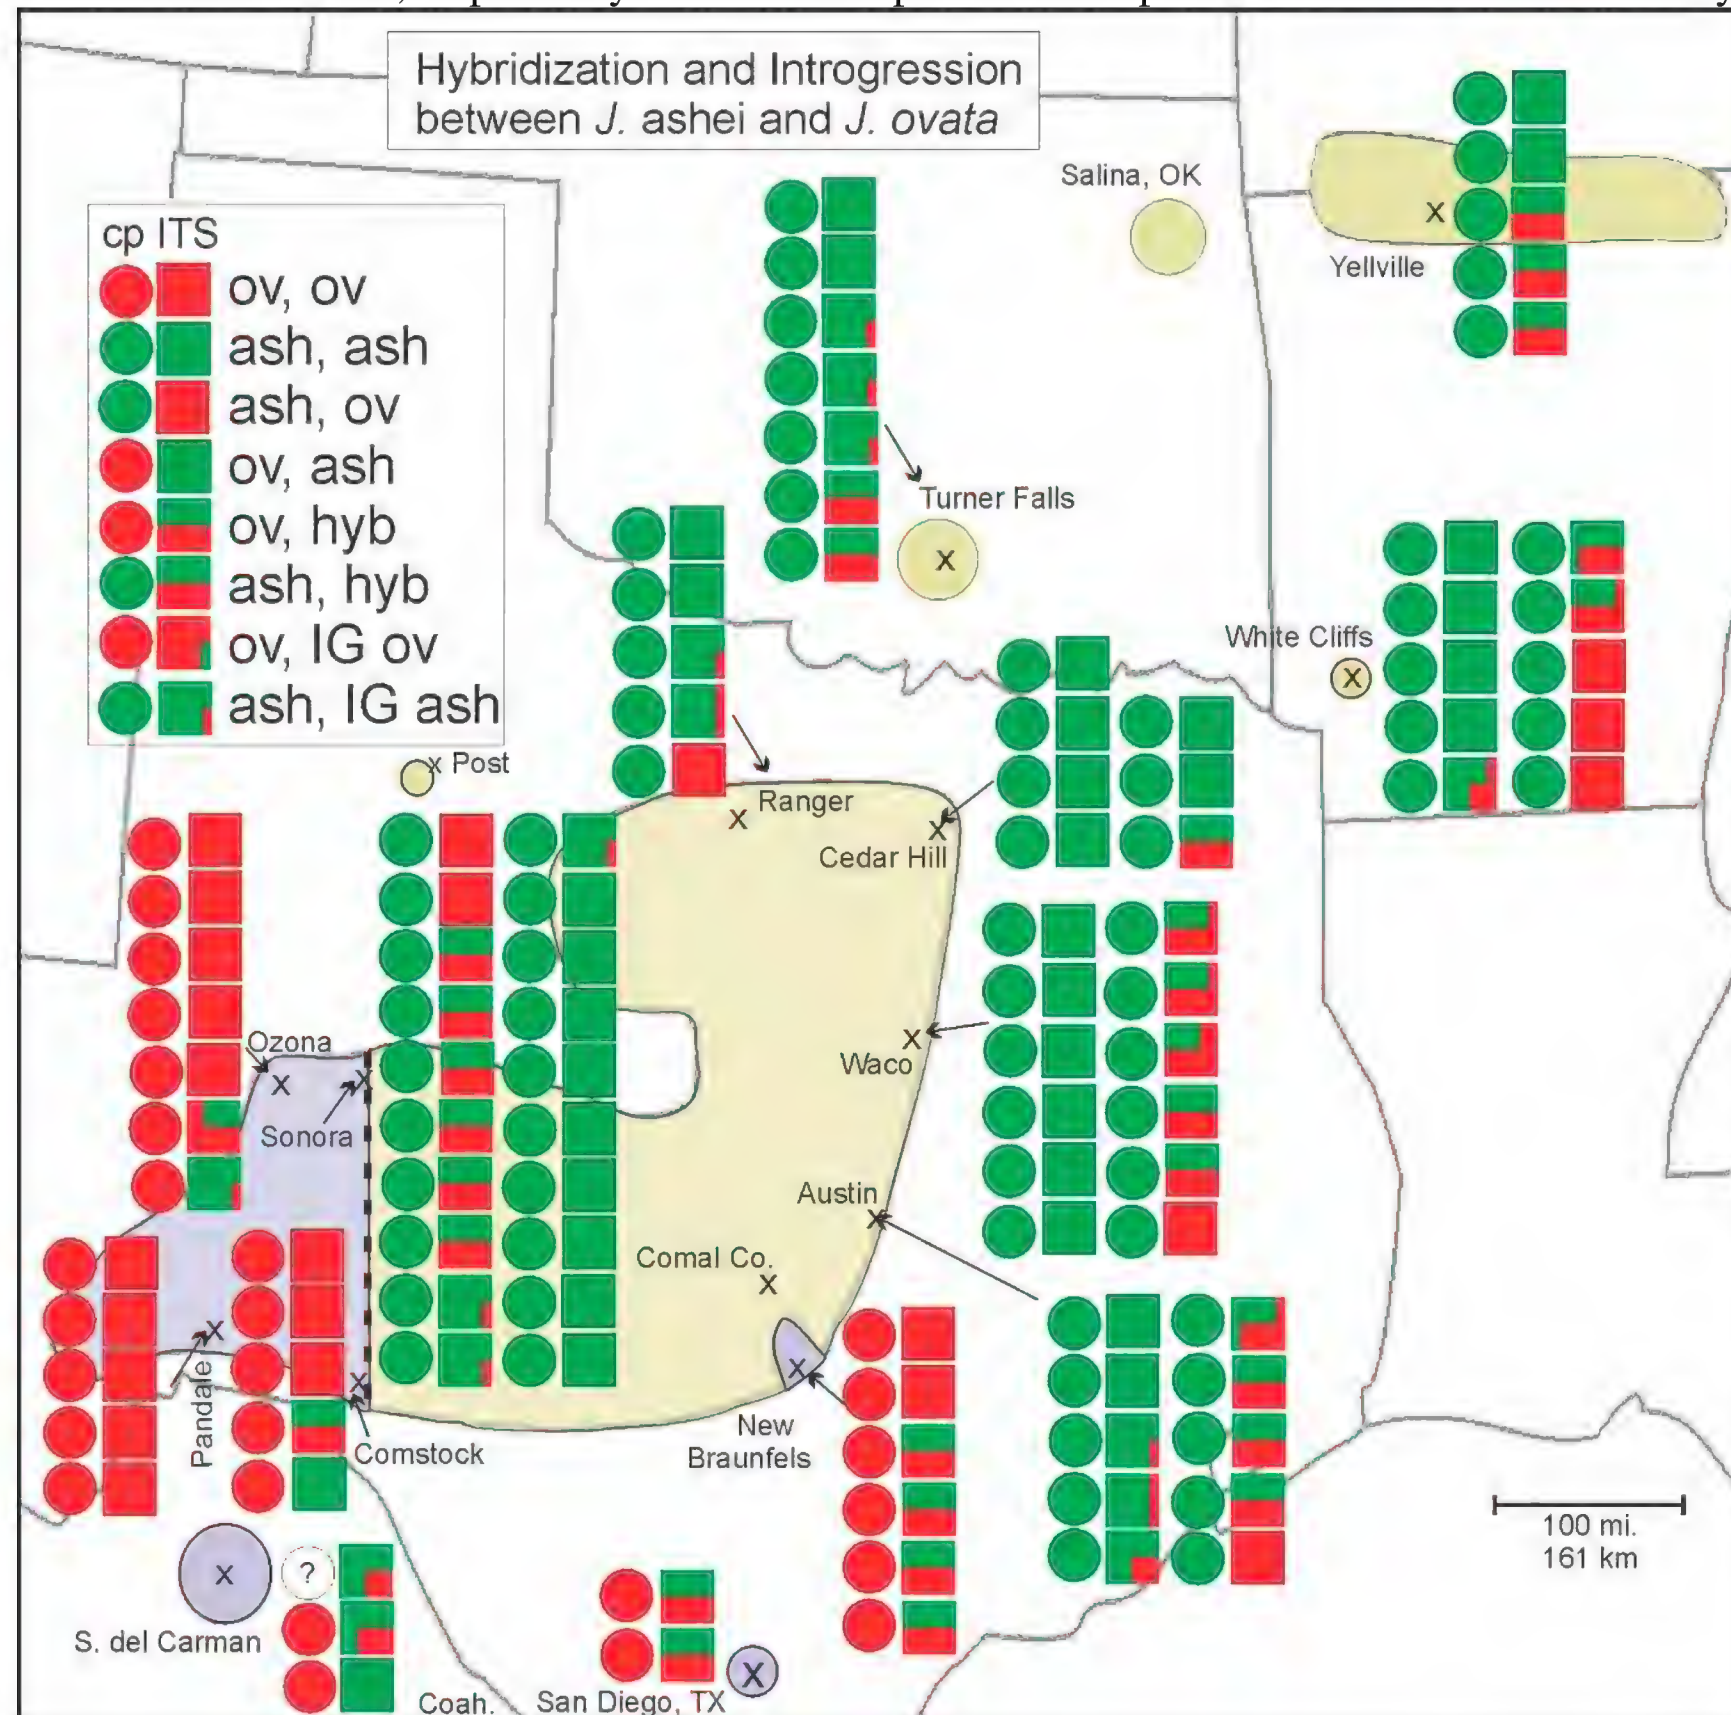 Hybridization and Introgression
between J. ashei and J. ovata
Salina, OK
Yellville
cp ITS
ov, ov
ash, ash
ash, ov
ov, ash
ov, hyb
ash, hyb
ov, IG ov
ash, IG ash
Turner Falls
x
x
White Cliffs
x
x Post
Ranger
x
x
Cedar Hill
Ozona
x
x
Sonora
x
Waco
Austin
x
Comal Co.
x
x
Pandale
x
Comstock
x
New
Braunfels
100 mi.
161 km
x
?
S. del Carman
Coah.
San Diego, TX
x